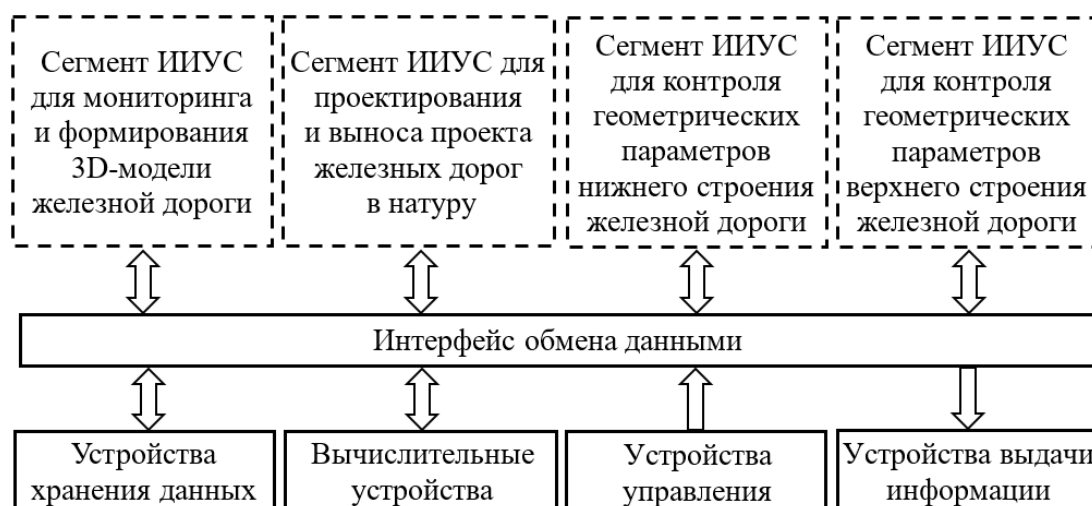 Сегмент ИИУС
для мониторинга
и формирования
3D-модели
железной дороги
Сегмент ИИУС для
проектирования
и выноса проекта
железных дорог
в натуру
Сегмент ИИУС
для контроля
геометрических
параметров
нижнего строения
железной дороги
Сегмент ИИУС
для контроля
геометрических
параметров
верхнего строения
железной дороги
Интерфейс обмена данными
Устройства
хранения данных
Вычислительные
устройства
Устройства
управления
Устройства выдачи
информации